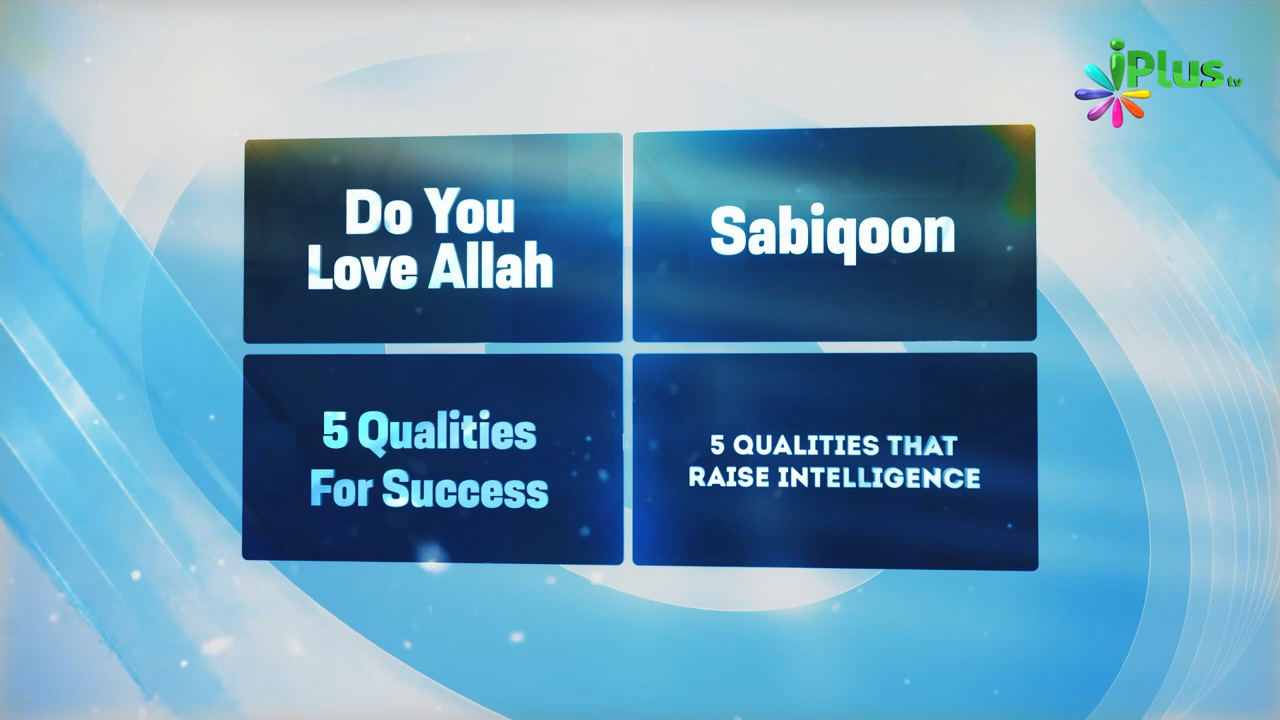 iPlus tv
Do You
Love Allah
Sabiqoon
5 Qualities
For Success
5 QUALITIES THAT
RAISE INTELLIGENCE